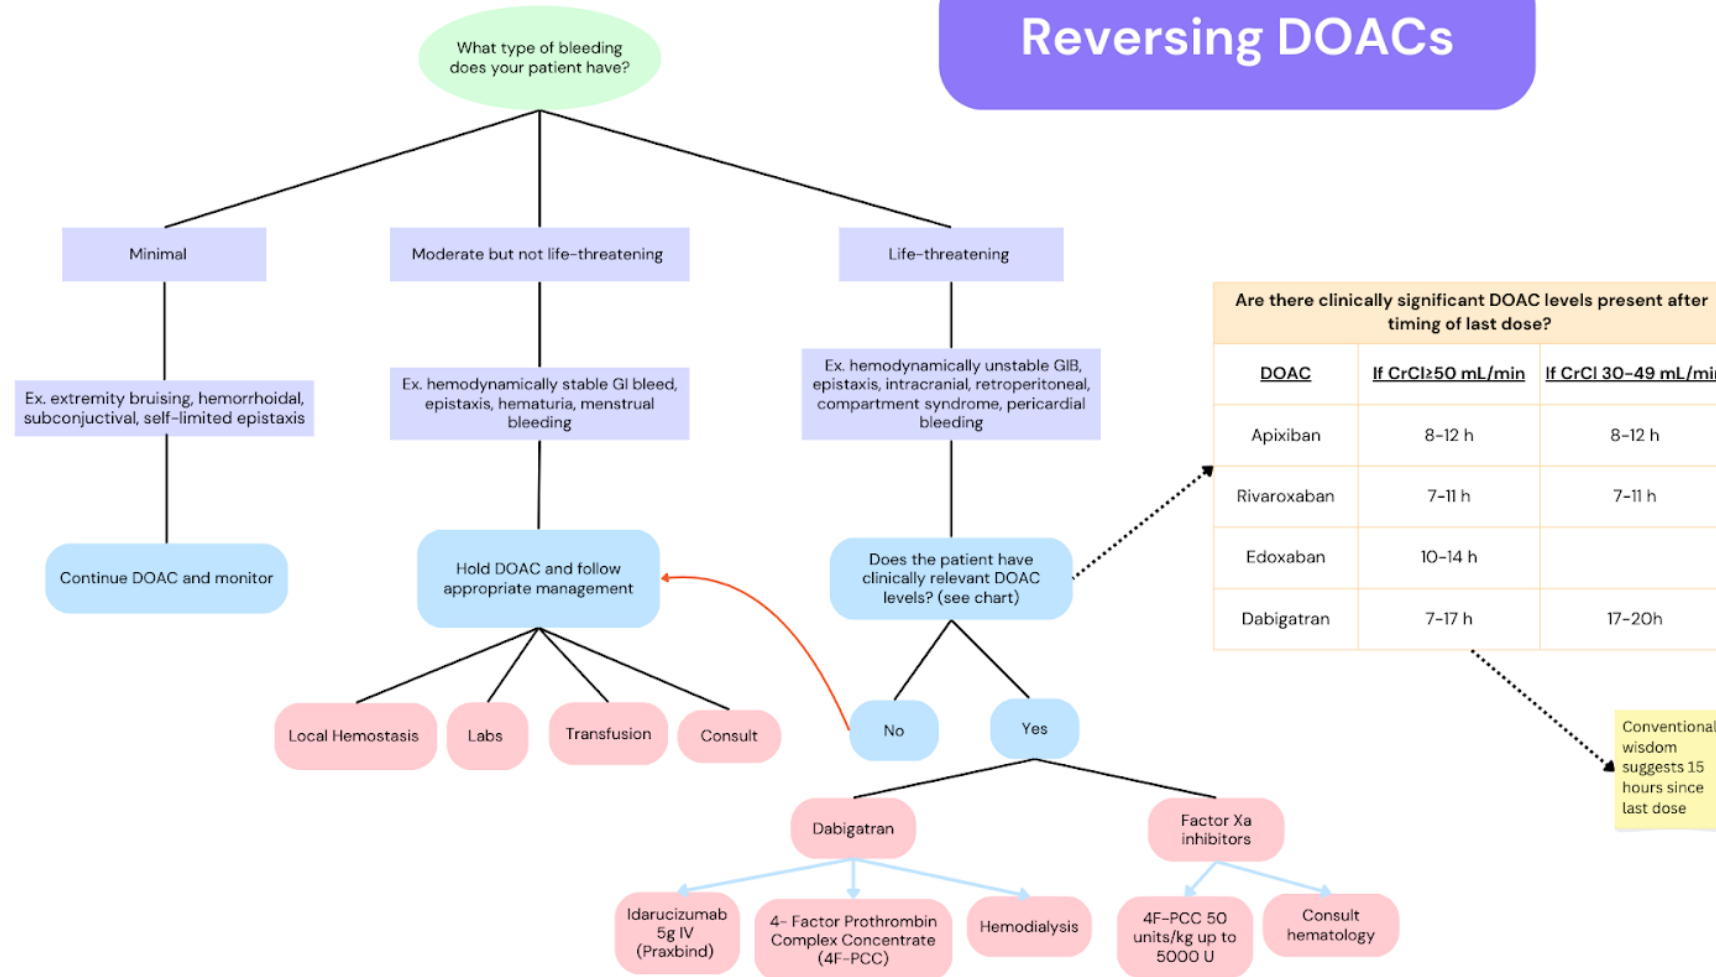 Reversing DOACs
What type of bleeding
does your patient have?
Minimal
Moderate but not life-threatening
Life-threatening
Ex. extremity bruising, hemorrhoidal,
subconjuctival, self-limited epistaxis
Ex. hemodynamically stable GI bleed,
epistaxis, hematuria, menstrual
bleeding
Ex. hemodynamically unstable GIB,
epistaxis, intracranial, retroperitoneal,
compartment syndrome, pericardial
bleeding
Continue DOAC and monitor
Hold DOAC and follow
appropriate management
Does the patient have
clinically relevant DOAC
levels? (see chart)
Local Hemostasis
Labs
Transfusion
Consult
No
Yes
Dabigatran
Factor Xa
inhibitors
Idarucizumab
5g IV
(Praxbind)
4- Factor Prothrombin
Complex Concentrate
(4F-PCC)
Hemodialysis
4F-PCC 50
units/kg up to
5000 U
Consult
hematology
Are there clinically significant DOAC levels present after
timing of last dose?
DOAC If CrCl≥50 mL/min If CrCl 30-49 mL/min
Apixiban 8-12 h 8-12 h
Rivaroxaban 7-11 h 7-11 h
Edoxaban 10-14 h
Dabigatran 7-17 h 17-20h
Conventional
wisdom
suggests 15
hours since
last dose